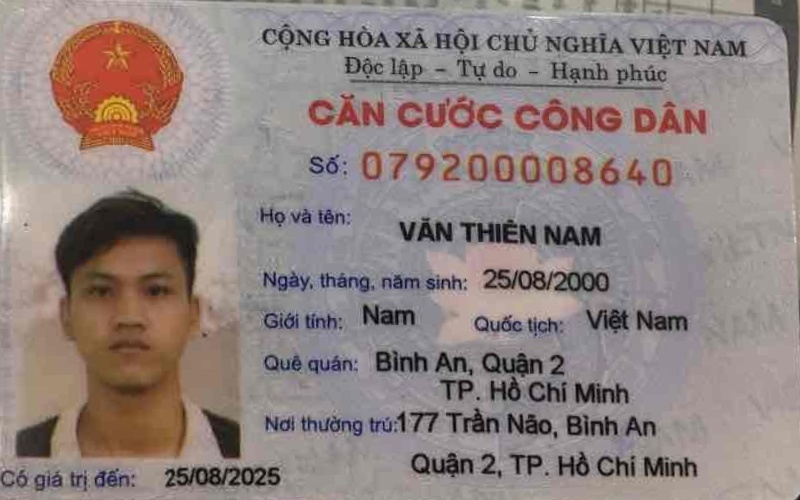 CỘNG HÒA XÃ HỘI CHỦ NGHĨA VIỆT NAM
Độc lập – Tự do – Hạnh phúc
CĂN CƯỚC CÔNG DÂN
Số: 079200008640
Họ và tên: VĂN THIÊN NAM
Ngày, tháng, năm sinh: 25/08/2000
Giới tính: Nam Quốc tịch: Việt Nam
Quê quán: Bình An, Quận 2
TP. Hồ Chí Minh
Nơi thường trú: 177 Trần Não, Bình An
Quận 2, TP. Hồ Chí Minh
Có giá trị đến: 25/08/2025